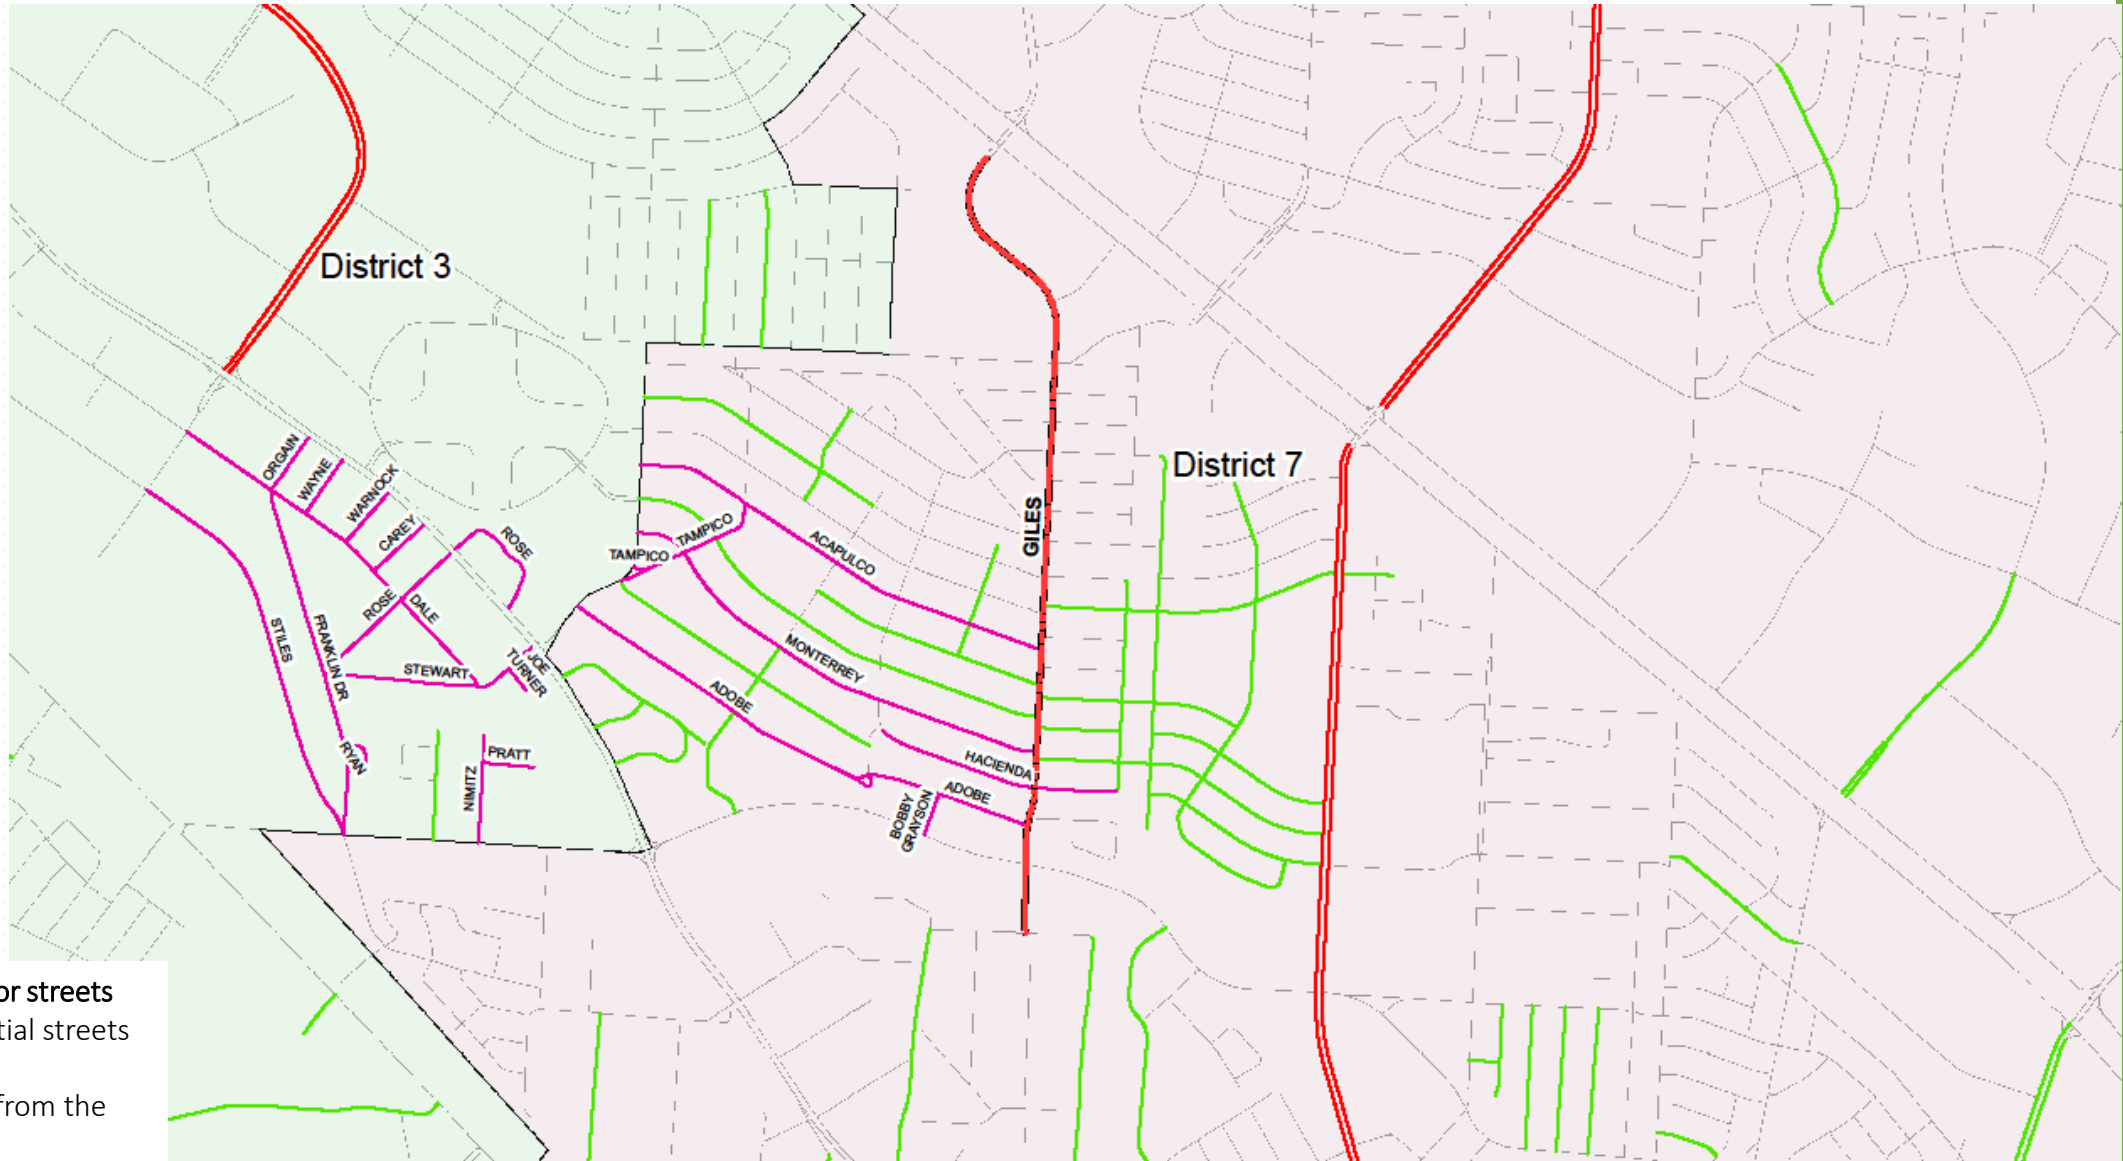 District 3
District 7
ORGAIN
WAYNE
WARNOCK
CAREY
ROSE
ROSE
DALE
STILES
FRANKLIN DR
STEWART
JOE
TURNER
RYAN
PRATT
NIMITZ
TAMPICO
TAMPICO
ACAPULCO
GILES
MONTERREY
ADOBE
HACIENDA
ADOBE
BOBBY
GRAYSON
or streets
tial streets
from the